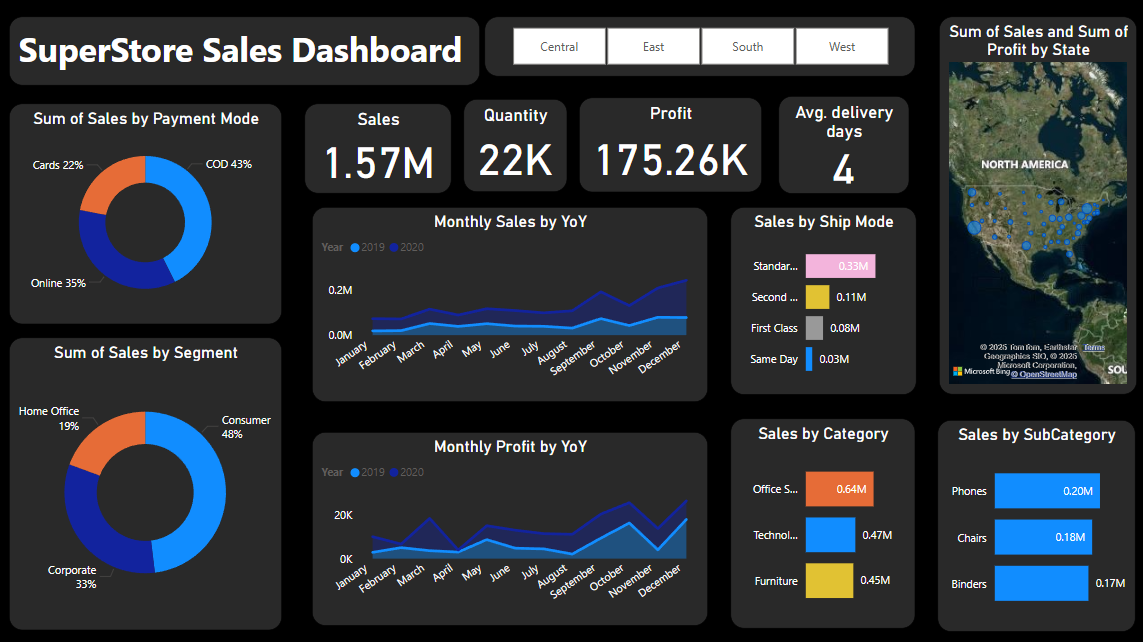 SuperStore Sales Dashboard
Central
East
South
West
Sum of Sales and Sum of
Profit by State
NORTH AMERICA
© 2025 TomTom, Earthstar
Geographics SIO, © 2025
Microsoft Corporation,
© OpenStreetMap
Terms
Microsoft Bing
SOU
Sum of Sales by Payment Mode
Cards 22%
COD 43%
Online 35%
Sales
1.57M
Quantity
22K
Profit
175.26K
Avg. delivery
days
4
Monthly Sales by YoY
Year
2019
2020
0.2M
0.0M
January
February
March
April
May
June
July
August
September
October
November
December
Sales by Ship Mode
Standar...
0.33M
Second ...
0.11M
First Class
0.08M
Same Day
0.03M
Sum of Sales by Segment
Home Office
19%
Consumer
48%
Corporate
33%
Monthly Profit by YoY
Year
2019
2020
20K
0K
January
February
March
April
May
June
July
August
September
October
November
December
Sales by Category
Office S...
0.64M
Technol...
0.47M
Furniture
0.45M
Sales by SubCategory
Phones
0.20M
Chairs
0.18M
Binders
0.17M